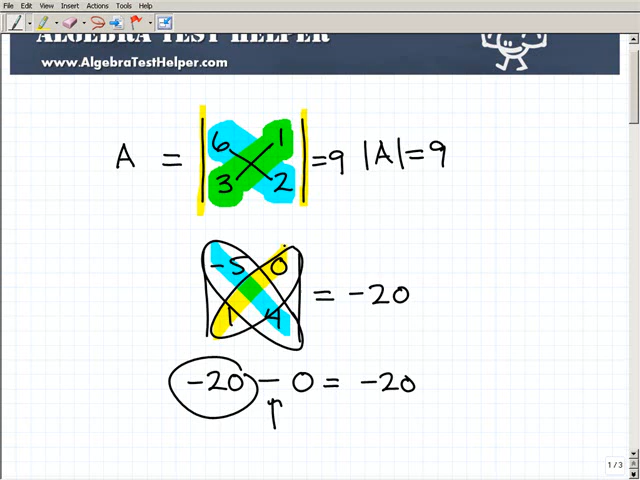 File Edit View Insert Actions Tools Help
ALGEBRA TEST HELPER
www.AlgebraTestHelper.com
A = |6 1| = 9 |A| = 9
|3 2|
|-5 0| = -20
|1 4|
-20 - 0 = -20
1/3